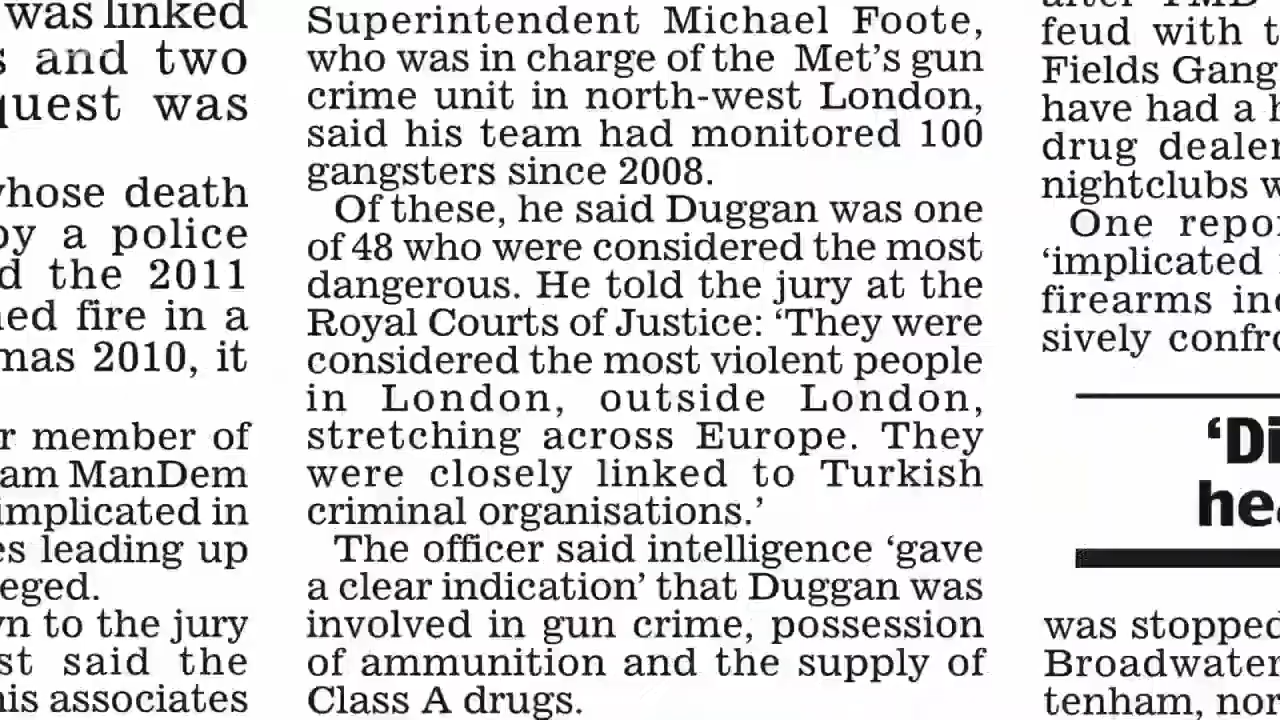 was linked
and two
quest was
whose death
by a police
the 2011
fire in a
2010, it
member of
ManDem
implicated in
leading up
to the jury
said the
his associates
Superintendent Michael Foote,
who was in charge of the Met's gun
crime unit in north-west London,
said his team had monitored 100
gangsters since 2008.
Of these, he said Duggan was one
of 48 who were considered the most
dangerous. He told the jury at the
Royal Courts of Justice: ‘They were
considered the most violent people
in London, outside London,
stretching across Europe. They
were closely linked to Turkish
criminal organisations.’
The officer said intelligence ‘gave
a clear indication’ that Duggan was
involved in gun crime, possession
of ammunition and the supply of
Class A drugs.
feud with
Fields Gang
have had a
drug
nightclubs
One
‘implicated
firearms
sively
‘Di
he
was stopped
Broadwater
tenham,